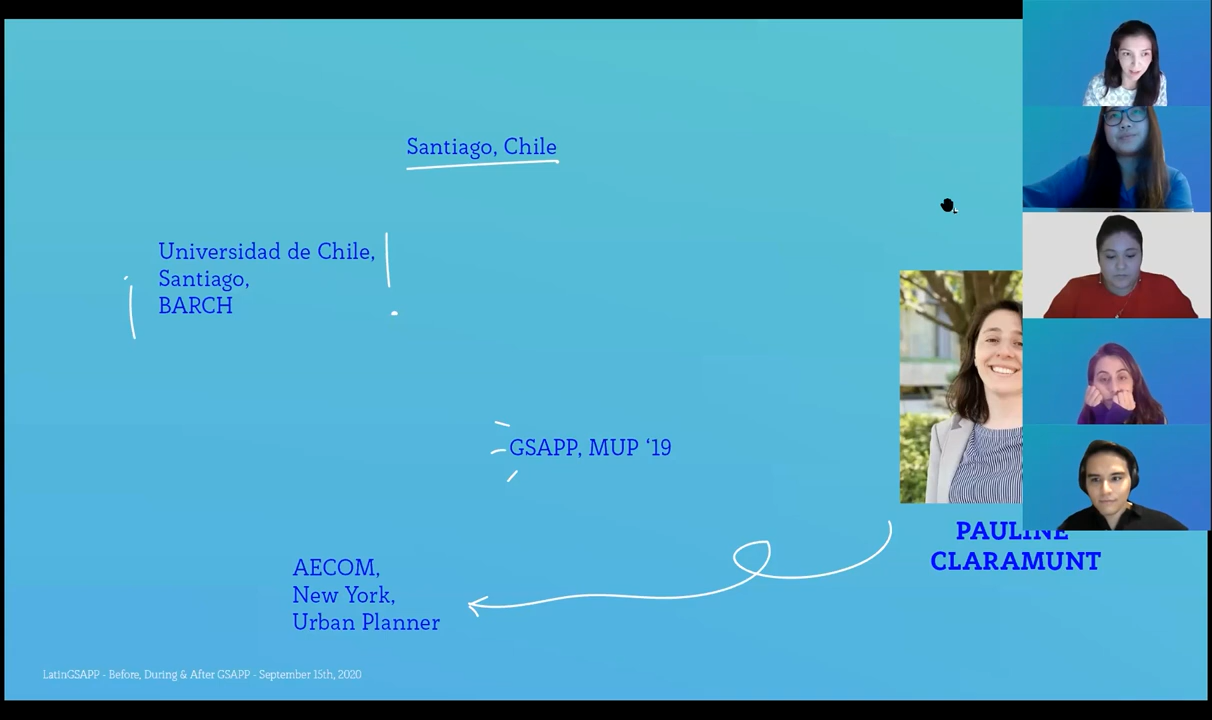 Santiago, Chile
Universidad de Chile,
Santiago,
BARCH
GSAPP, MUP ‘19
AECOM,
New York,
Urban Planner
PAULINE
CLARAMUNT
LatinGSAPP - Before, During & After GSAPP - September 15th, 2020